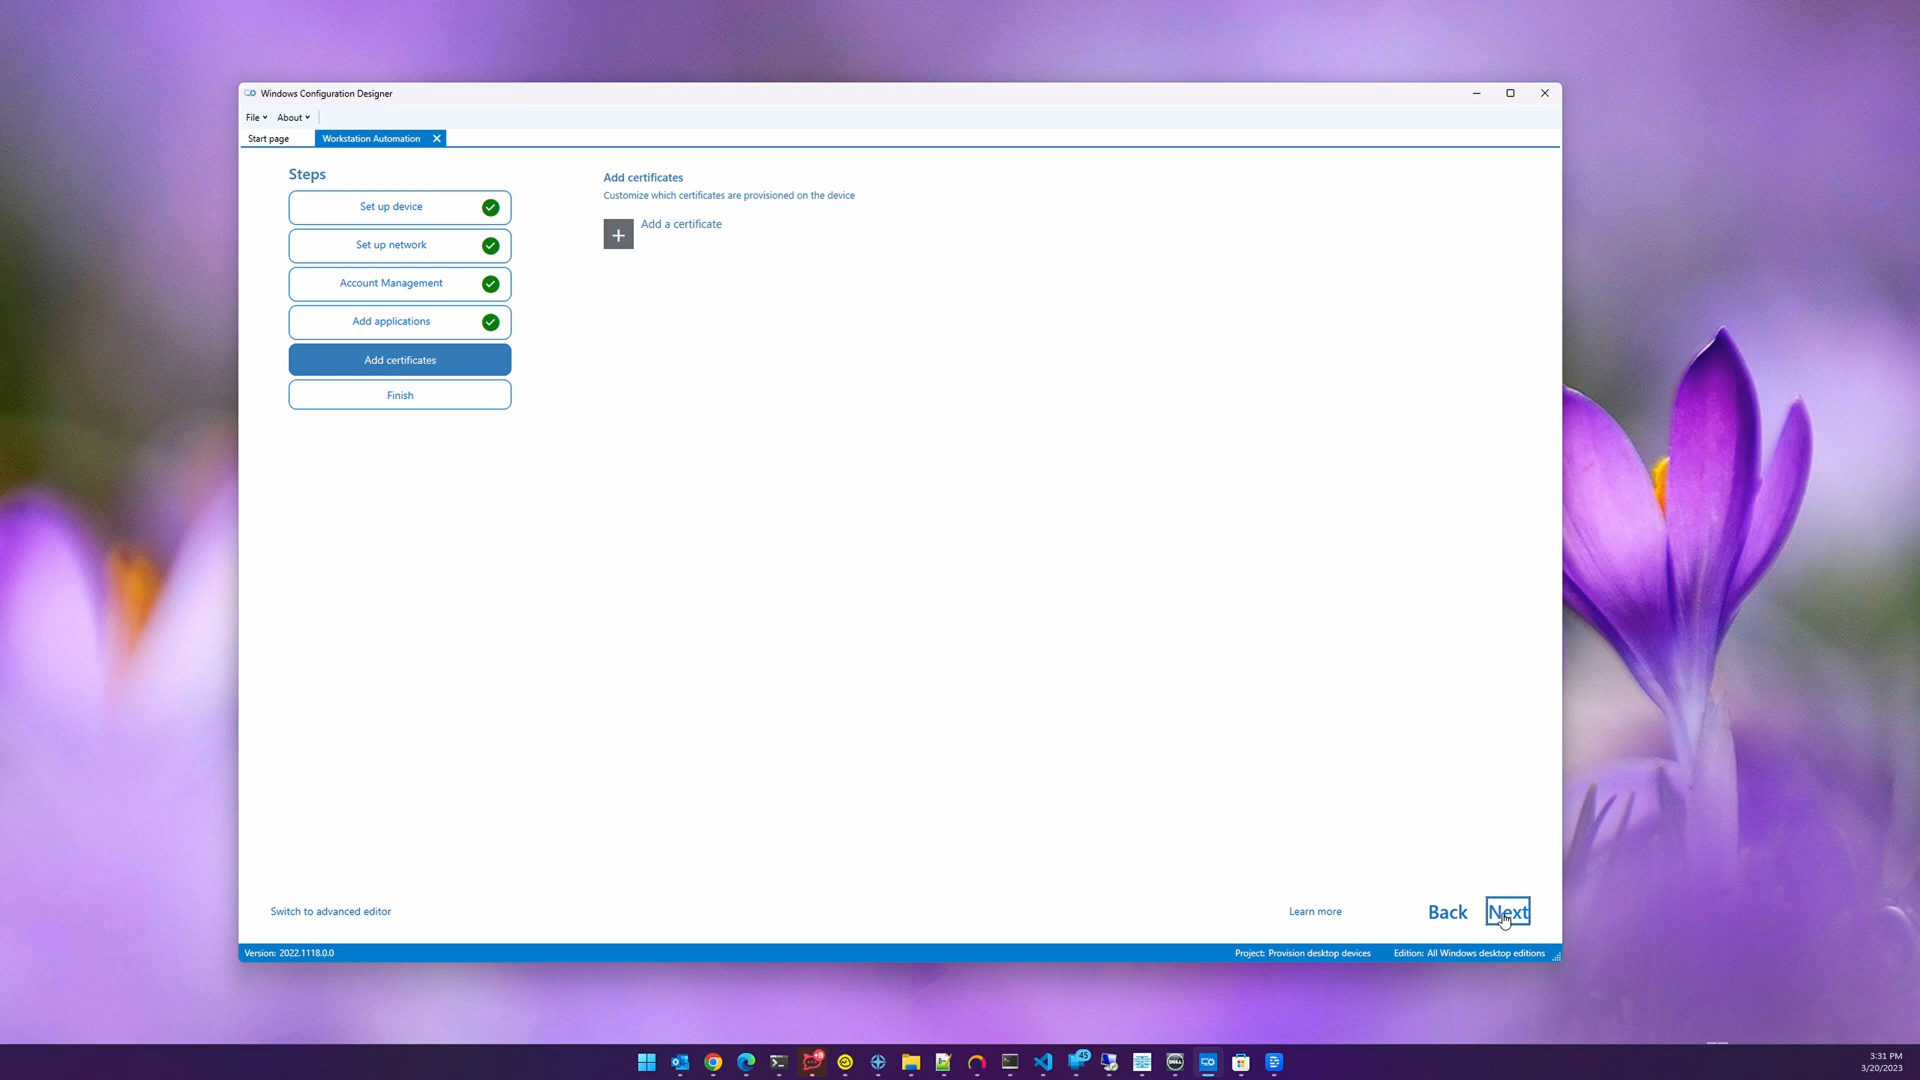 Windows Configuration Designer
File About
Start page Workstation Automation
Steps
Set up device
Set up network
Account Management
Add applications
Add certificates
Finish
Add certificates
Customize which certificates are provisioned on the device
Add a certificate
Switch to advanced editor
Learn more
Back
Next
Version: 2022.1118.0.0
Project: Provision desktop devices
Edition: All Windows desktop editions
+9
45
DELL
3:31 PM
3/20/2023